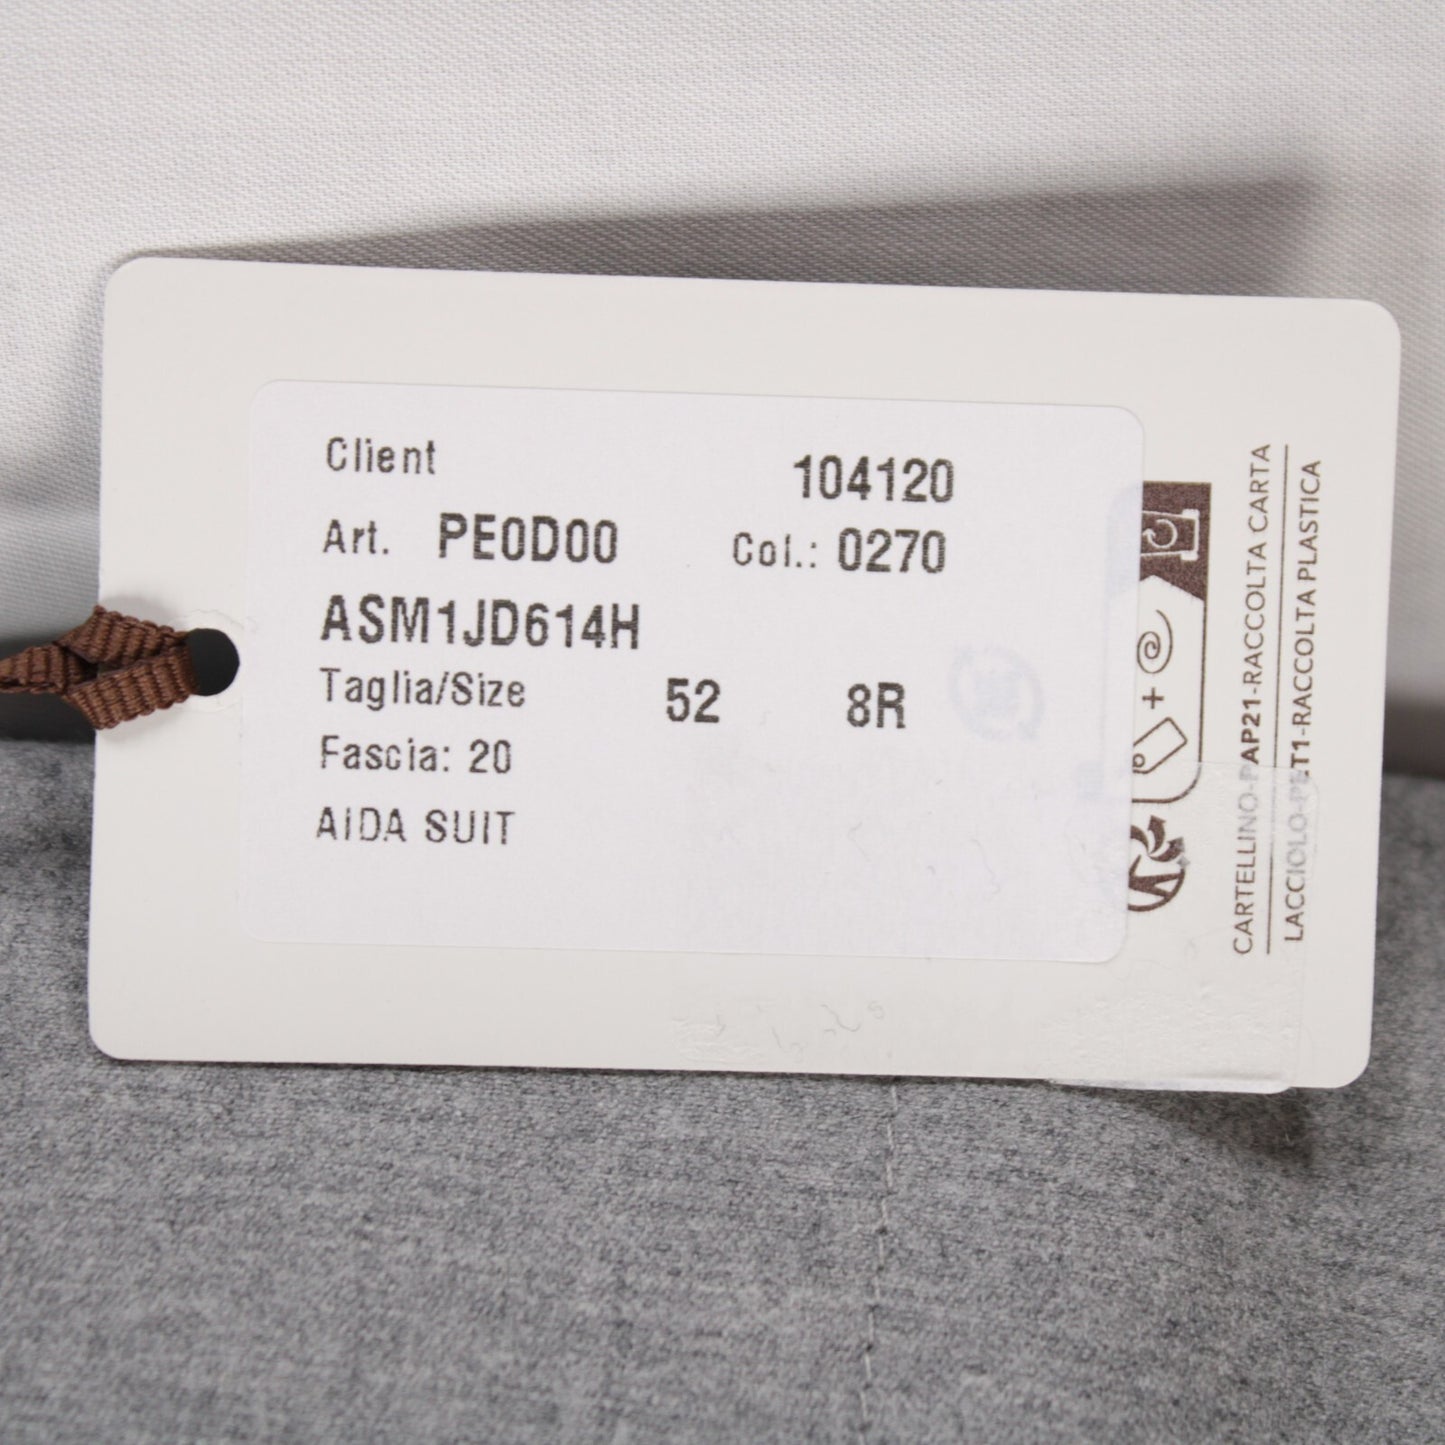 Client 104120
Art. PE0D00 Col.: 0270
ASM1JD614H
Taglia/Size 52 8R
Fascia: 20
AIDA SUIT
CARTELLINO-PAP21-RACCOLTA CARTA
LACCIOLO-PET1-RACCOLTA PLASTICA